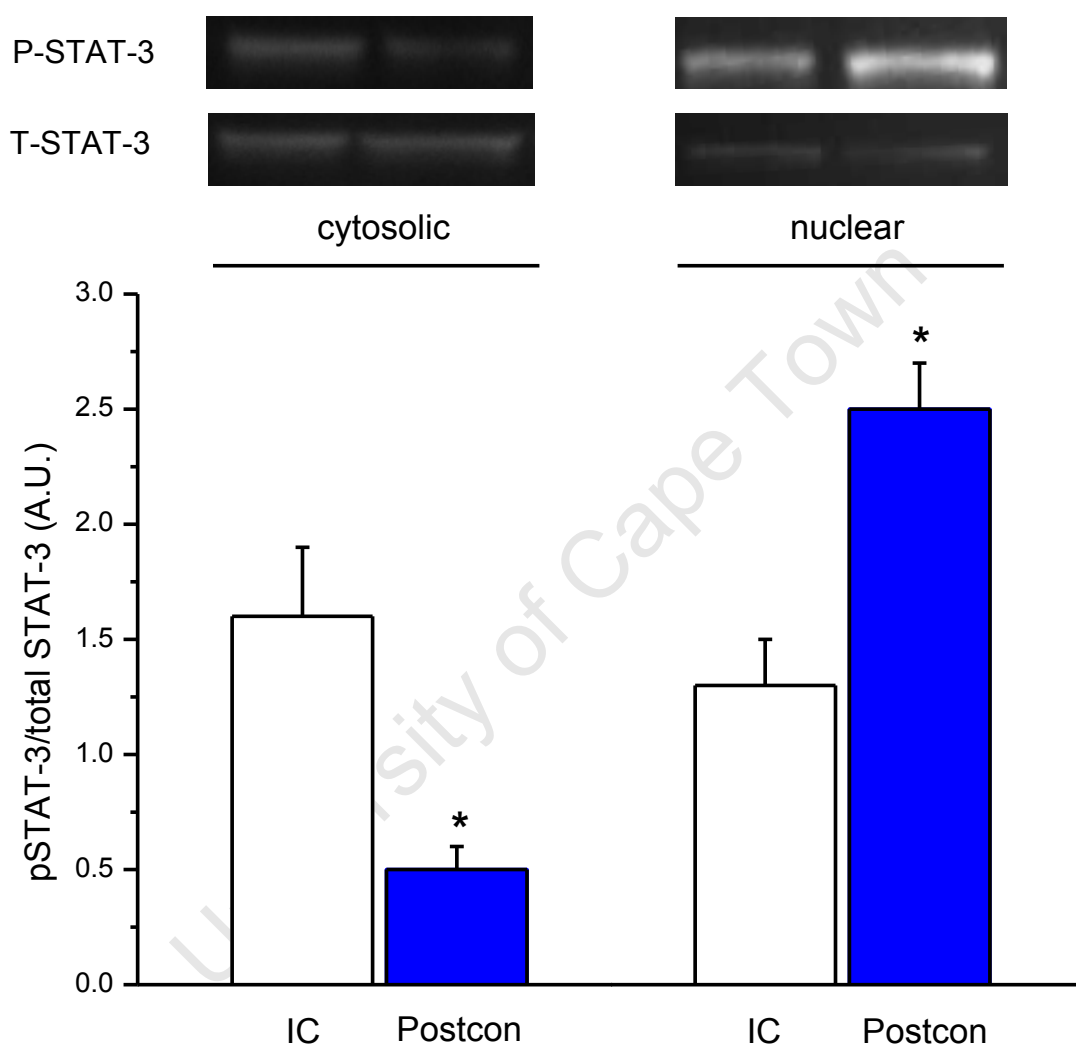 P-STAT-3
T-STAT-3
cytosolic nuclear
3.0
2.5
2.0
1.5
1.0
0.5
0.0
pSTAT-3/total STAT-3 (A.U.)
*
*
IC Postcon IC Postcon
University of Cape Town